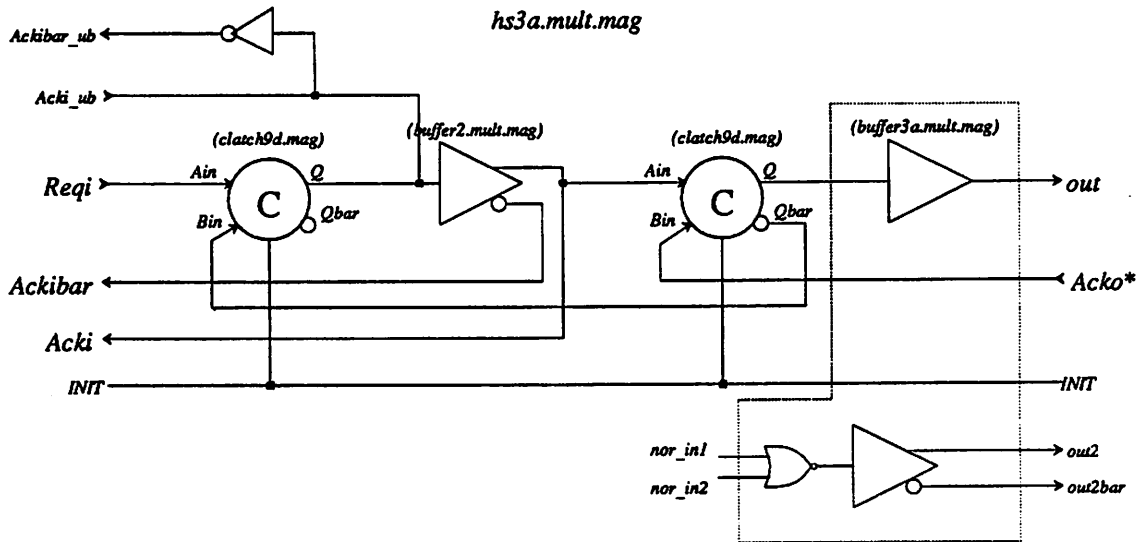 hs3a.mult.mag
Ackibar_ub
Acki_ub
(clatch9d.mag)
(buffer2.mult.mag)
(clatch9d.mag)
(buffer3a.mult.mag)
Reqi
Ain
Q
C
Bin
Qbar
Ain
Q
C
Bin
Qbar
out
Ackibar
Acko*
Acki
INIT
INIT
nor_in1
nor_in2
out2
out2bar